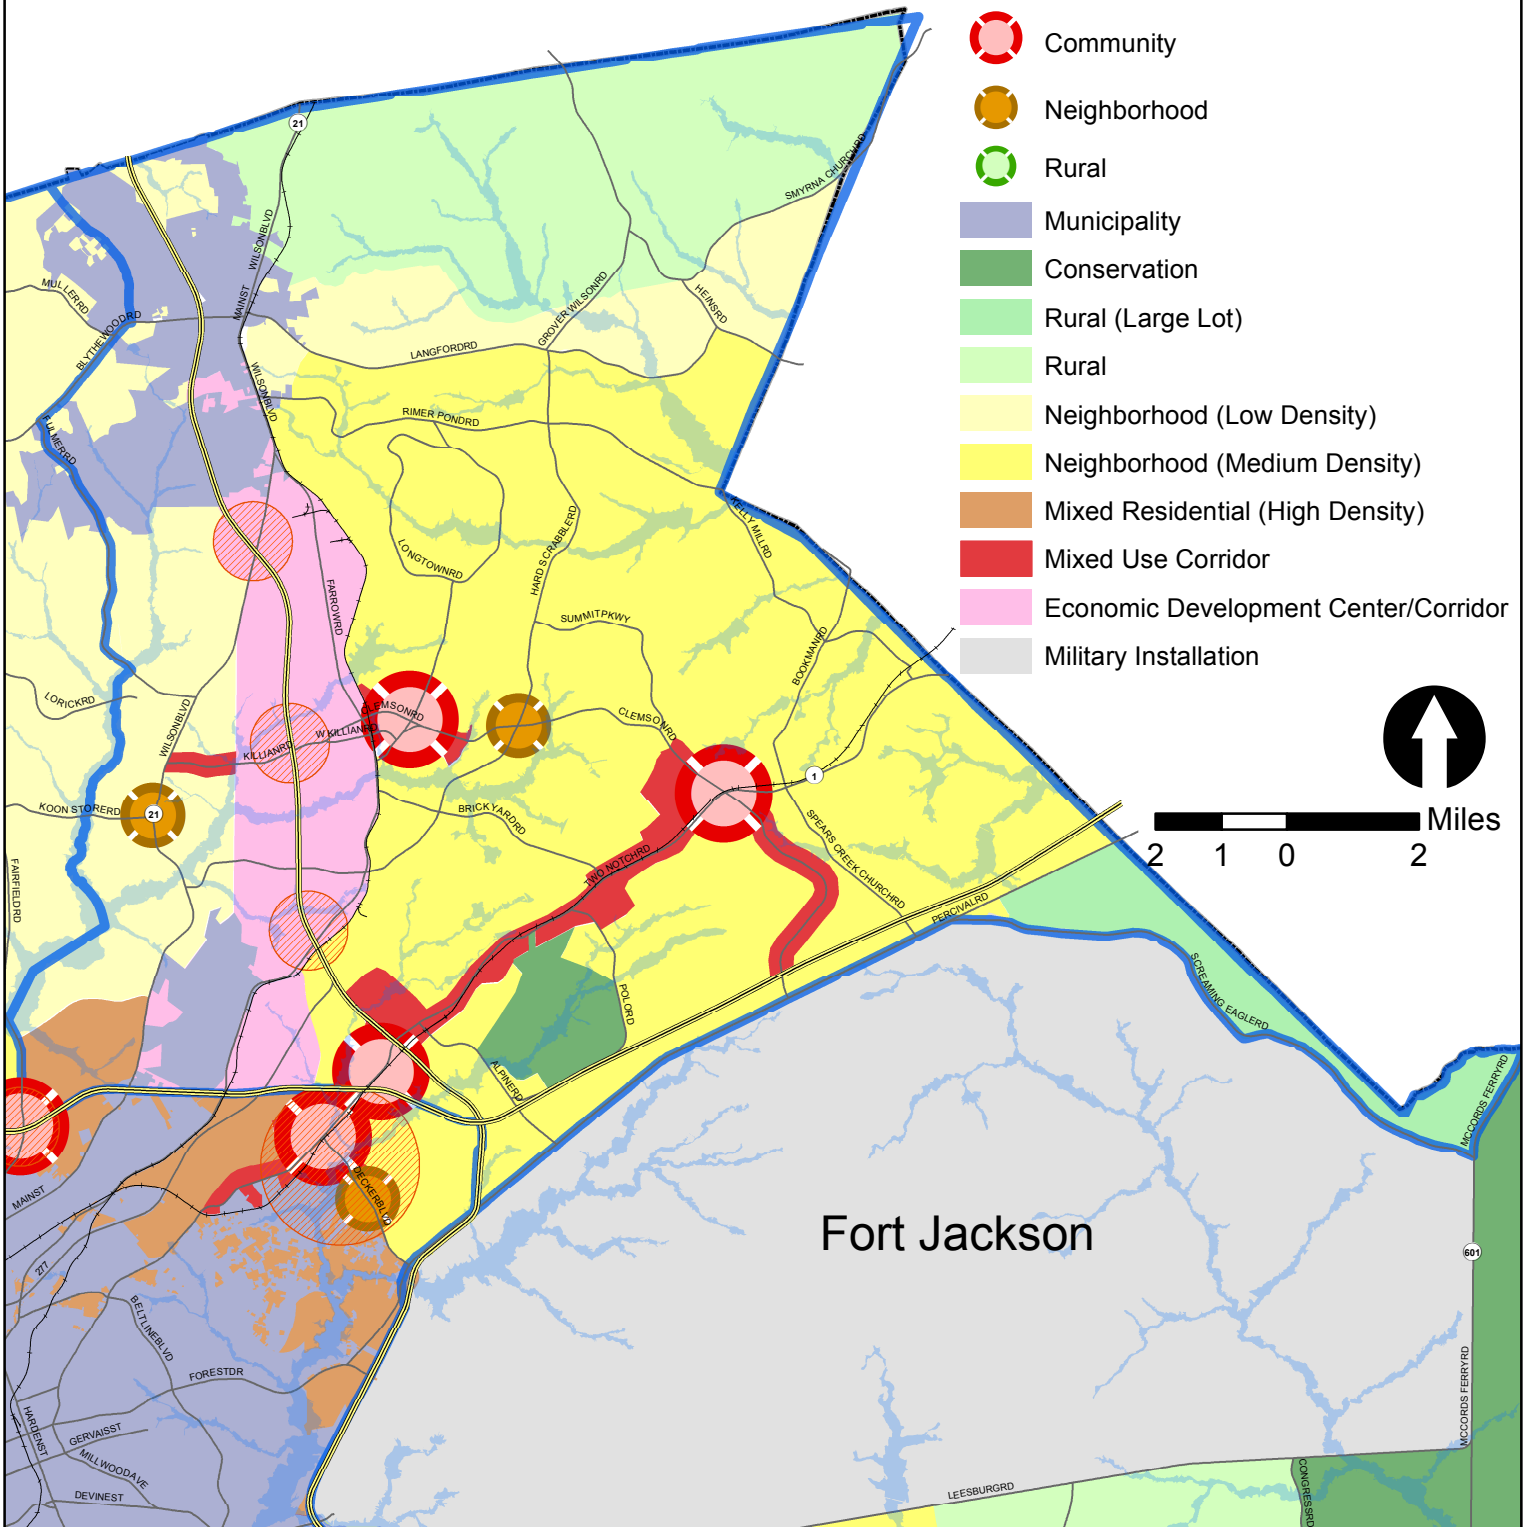 Community
Neighborhood
Rural
Municipality
Conservation
Rural (Large Lot)
Rural
Neighborhood (Low Density)
Neighborhood (Medium Density)
Mixed Residential (High Density)
Mixed Use Corridor
Economic Development Center/Corridor
Military Installation
Miles
2 1 0 2
21
SMYRNA CHURCHRD
WILSONBLVD
MULLERRD
MAINST
HEINSRD
GROVER WILSONRD
BLYTHEWOODRD
LANGFORDRD
WILSONBLVD
RIMER PONDRD
FULMERRD
KELLY MILLRD
HARD SCRABBLERD
LONGTOWNRD
FARROWRD
SUMMITPKWY
BOOKMANRD
LORICKRD
CLEMSONRD
CLEMSONRD
WILSONBLVD
W KILLIANRD
KILLIANRD
1
KOON STORERD
21
BRICKYARDRD
SPEARS CREEKCHURCHRD
TWO NOTCHRD
FAIRFIELDRD
PERCIVALRD
POLORD
SCREAMING EAGLERD
ALPINERD
MCCORDS FERRYRD
DECKERBLVD
MAINST
Fort Jackson
277
601
BELTLINEBLVD
FORESTDR
MCCORDS FERRYRD
HARDENST
GERVAISST
MILLWOODAVE
DEVINEST
LEESBURGRD
CONGRESSRD